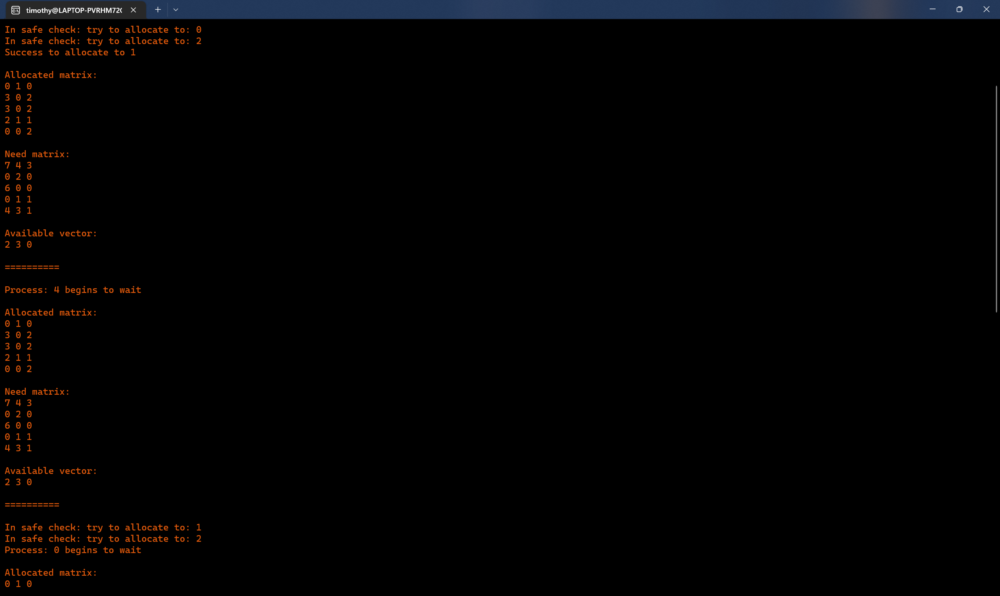 timothy@LAPTOP-PVRHM72
In safe check: try to allocate to: 0
In safe check: try to allocate to: 2
Success to allocate to 1
Allocated matrix:
0 1 0
3 0 2
3 0 2
2 1 1
0 0 2
Need matrix:
7 4 3
0 2 0
6 0 0
0 1 1
4 3 1
Available vector:
2 3 0
==========
Process: 4 begins to wait
Allocated matrix:
0 1 0
3 0 2
3 0 2
2 1 1
0 0 2
Need matrix:
7 4 3
0 2 0
6 0 0
0 1 1
4 3 1
Available vector:
2 3 0
==========
In safe check: try to allocate to: 1
In safe check: try to allocate to: 2
Process: 0 begins to wait
Allocated matrix:
0 1 0